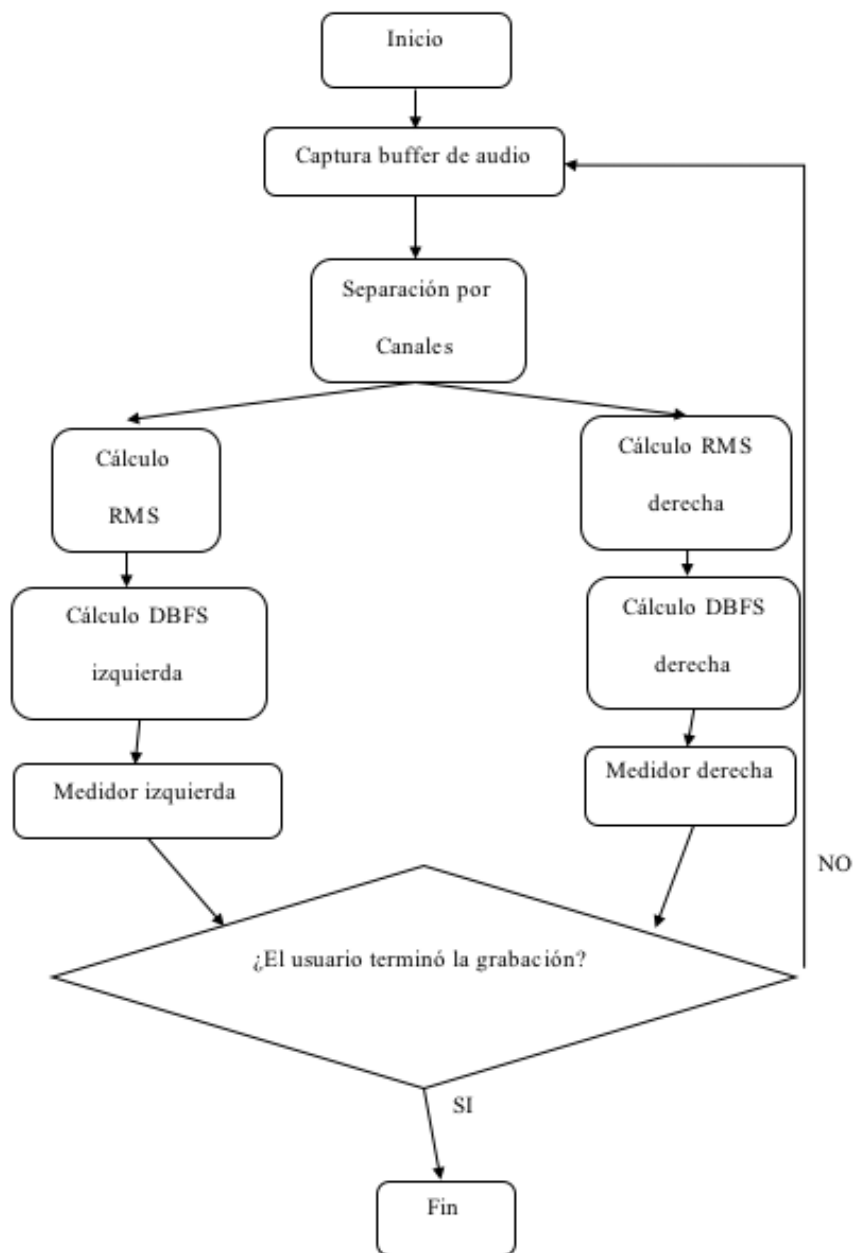 Inicio
Captura buffer de audio
Separación por
Canales
Cálculo
RMS
Cálculo RMS
derecha
Cálculo DBFS
izquierda
Cálculo DBFS
derecha
Medidor izquierda
Medidor derecha
NO
¿El usuario terminó la grabación?
SI
Fin